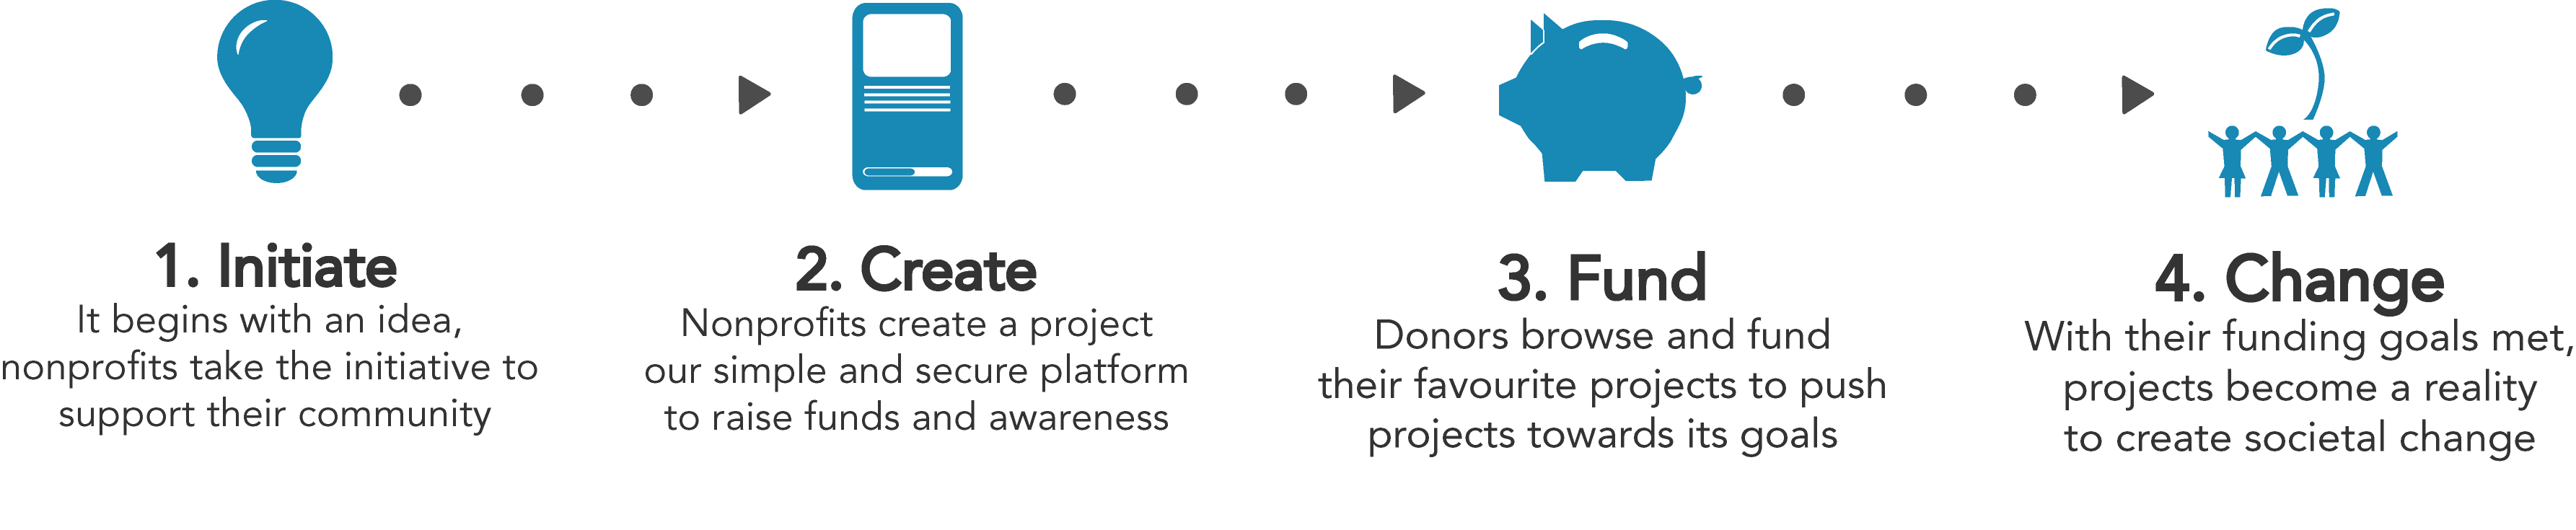 1. Initiate
It begins with an idea,
nonprofits take the initiative to
support their community
2. Create
Nonprofits create a project
our simple and secure platform
to raise funds and awareness
3. Fund
Donors browse and fund
their favourite projects to push
projects towards its goals
4. Change
With their funding goals met,
projects become a reality
to create societal change